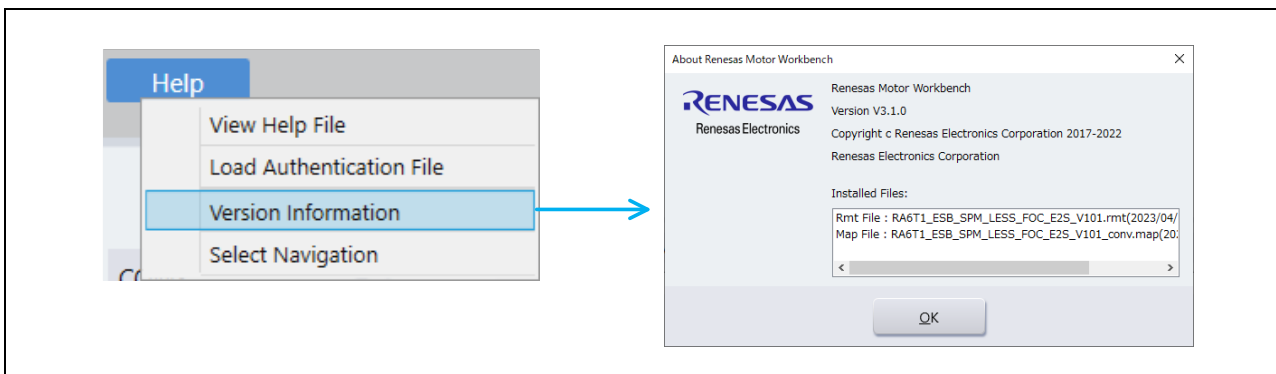 Help
View Help File
Load Authentication File
Version Information
Select Navigation
About Renesas Motor Workbench
RENESAS
Renesas Electronics
Renesas Motor Workbench
Version V3.1.0
Copyright c Renesas Electronics Corporation 2017-2022
Renesas Electronics Corporation
Installed Files:
Rmt File : RA6T1_ESB_SPM_LESS_FOC_E2S_V101.rmt(2023/04/
Map File : RA6T1_ESB_SPM_LESS_FOC_E2S_V101_conv.map(20
OK